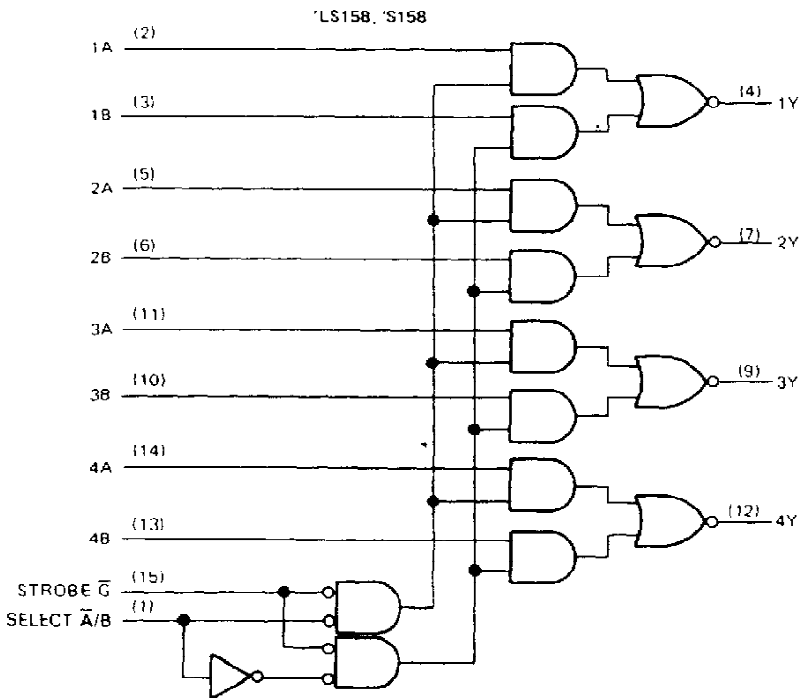 'LS158, 'S158
1A (2)
(4) 1Y
1B (3)
2A (5)
(7) 2Y
2B (6)
3A (11)
(9) 3Y
3B (10)
4A (14)
(12) 4Y
4B (13)
STROBE G̅ (15)
SELECT A̅/B (1)